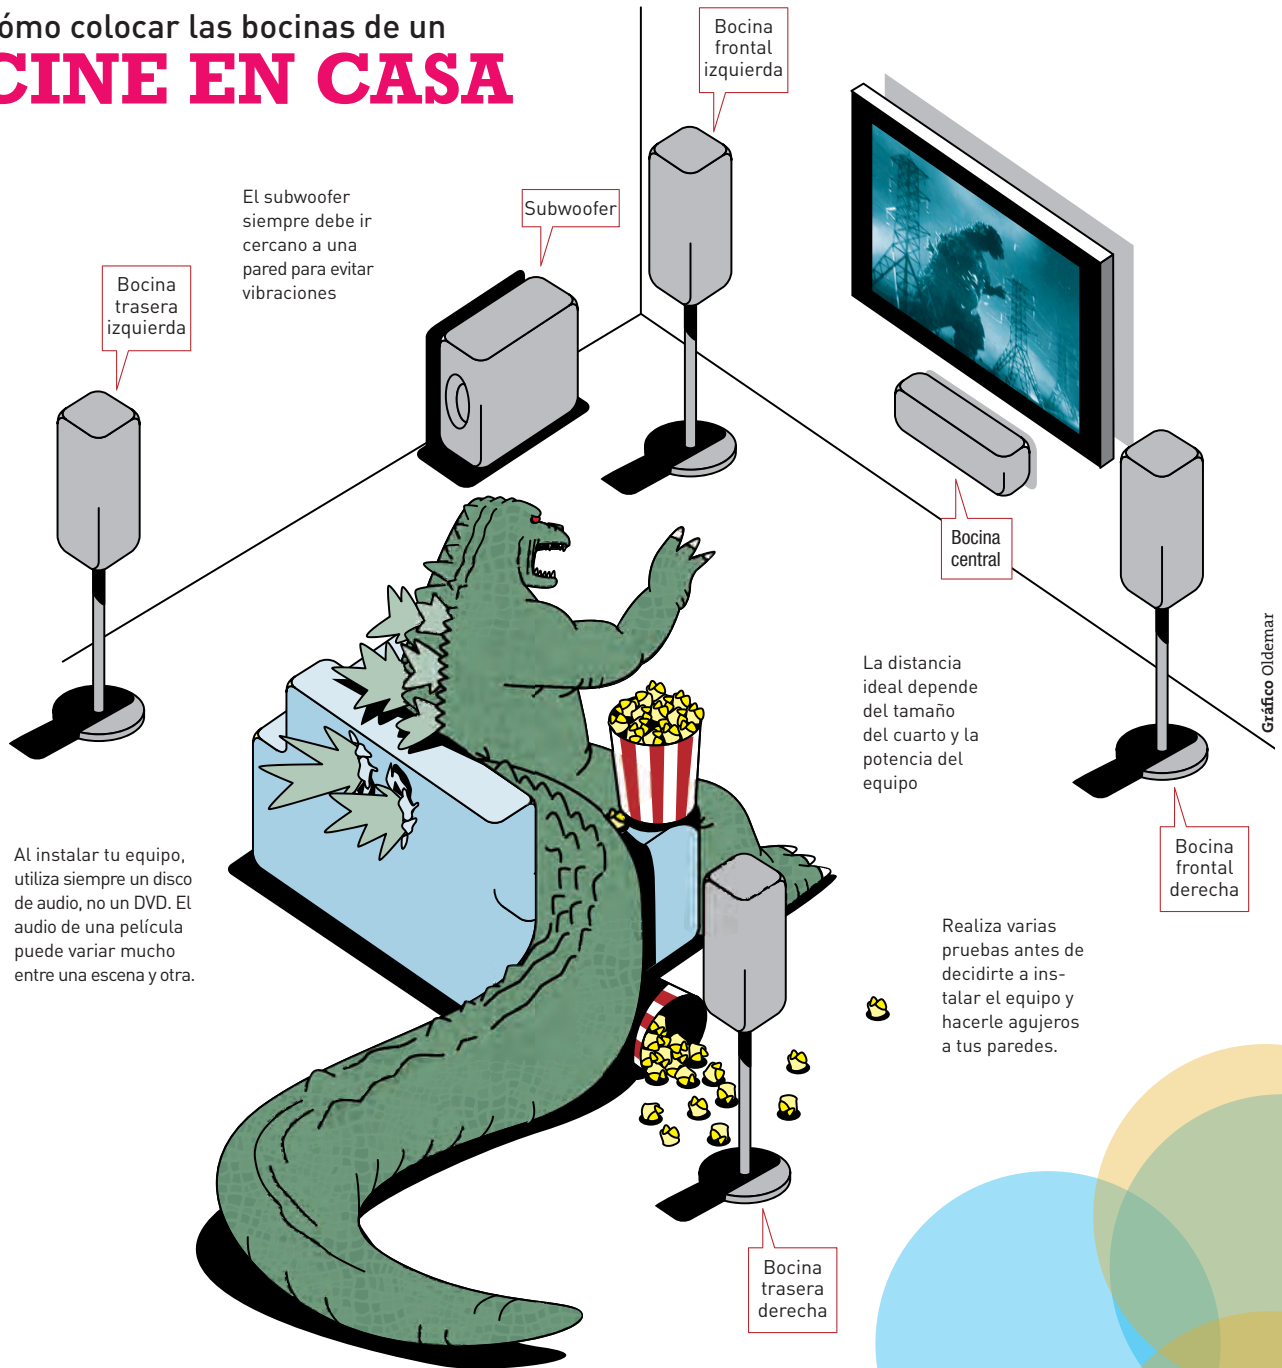 ómo colocar las bocinas de un
CINE EN CASA
Bocina
frontal
izquierda
El subwoofer
siempre debe ir
cercano a una
pared para evitar
vibraciones
Subwoofer
Bocina
trasera
izquierda
Bocina
central
La distancia
ideal depende
del tamaño
del cuarto y la
potencia del
equipo
Gráfico Oldemar
Bocina
frontal
derecha
Al instalar tu equipo,
utiliza siempre un disco
de audio, no un DVD. El
audio de una película
puede variar mucho
entre una escena y otra.
Realiza varias
pruebas antes de
decidirte a ins-
talar el equipo y
hacerle agujeros
a tus paredes.
Bocina
trasera
derecha